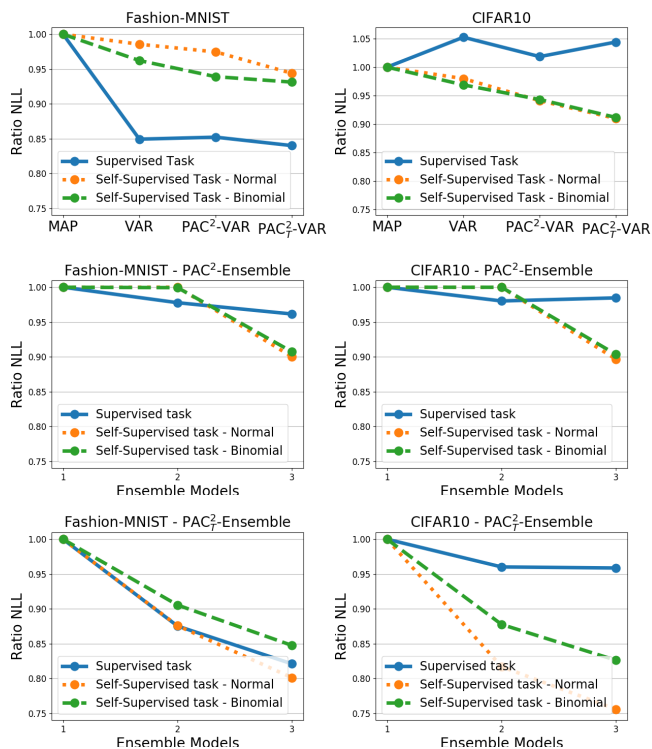 Fashion-MNIST
1.00
0.95
0.90
0.85
0.80
0.75
Ratio NLL
Supervised Task
Self-Supervised Task - Normal
Self-Supervised Task - Binomial
MAP VAR PAC²-VAR PAC²_T-VAR
CIFAR10
1.05
1.00
0.95
0.90
0.85
0.80
0.75
Ratio NLL
Supervised Task
Self-Supervised Task - Normal
Self-Supervised Task - Binomial
MAP VAR PAC²-VAR PAC²_T-VAR
Fashion-MNIST - PAC²-Ensemble
1.00
0.95
0.90
0.85
0.80
0.75
Ratio NLL
Supervised task
Self-Supervised task - Normal
Self-Supervised task - Binomial
1 2 3
Ensemble Models
CIFAR10 - PAC²-Ensemble
1.00
0.95
0.90
0.85
0.80
0.75
Ratio NLL
Supervised task
Self-Supervised task - Normal
Self-Supervised task - Binomial
1 2 3
Ensemble Models
Fashion-MNIST - PAC²_T-Ensemble
1.00
0.95
0.90
0.85
0.80
0.75
Ratio NLL
Supervised task
Self-Supervised task - Normal
Self-Supervised task - Binomial
1 2 3
Ensemble Models
CIFAR10 - PAC²_T-Ensemble
1.00
0.95
0.90
0.85
0.80
0.75
Ratio NLL
Supervised task
Self-Supervised task - Normal
Self-Supervised task - Binomial
1 2 3
Ensemble Models